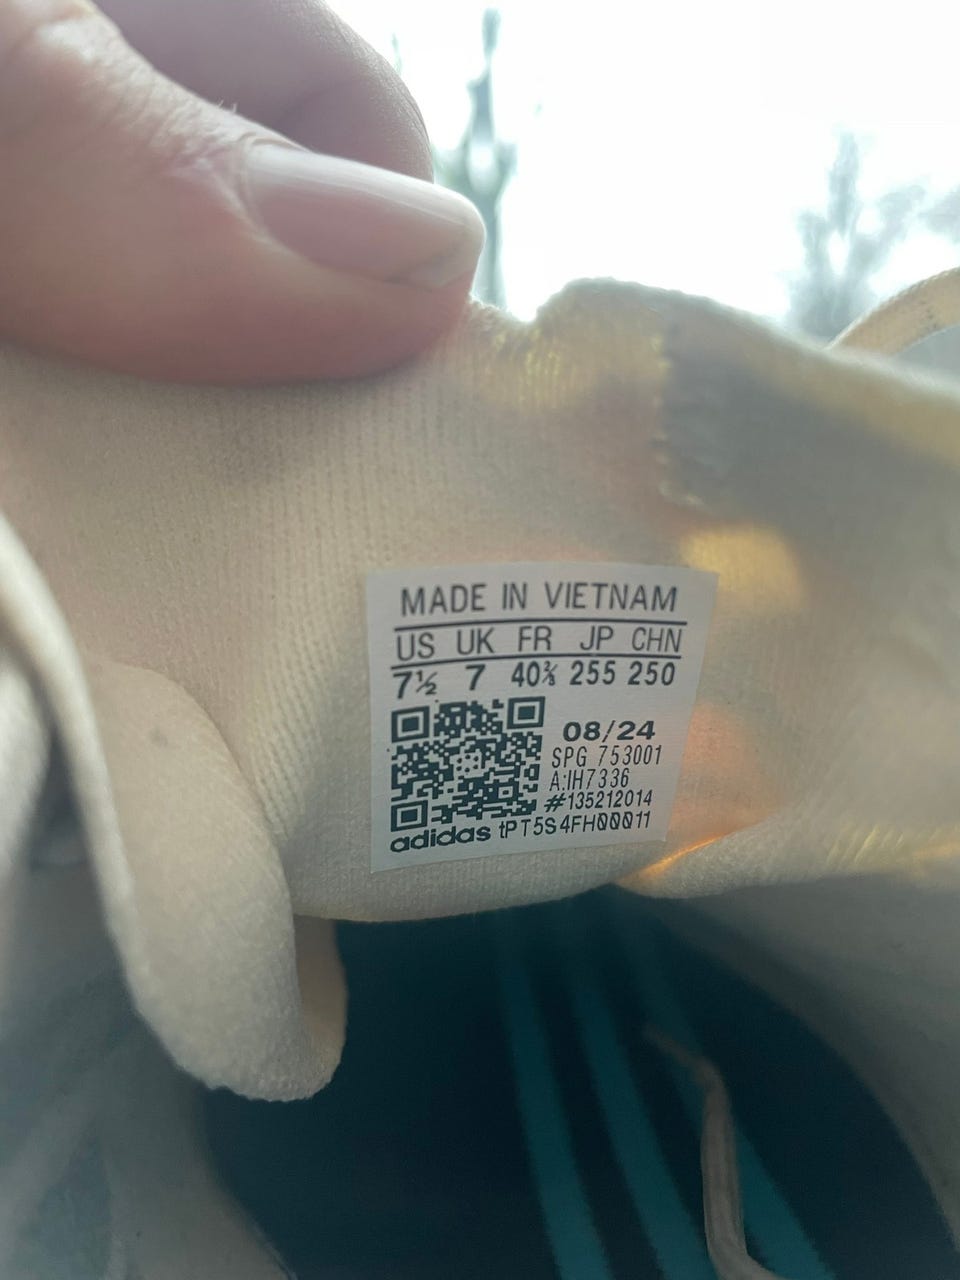 MADE IN VIETNAM
US UK FR JP CHN
7½ 7 40⅔ 255 250
08/24
SPG 753001
A:IH7336
#135212014
adidas tPT5S4FH00011